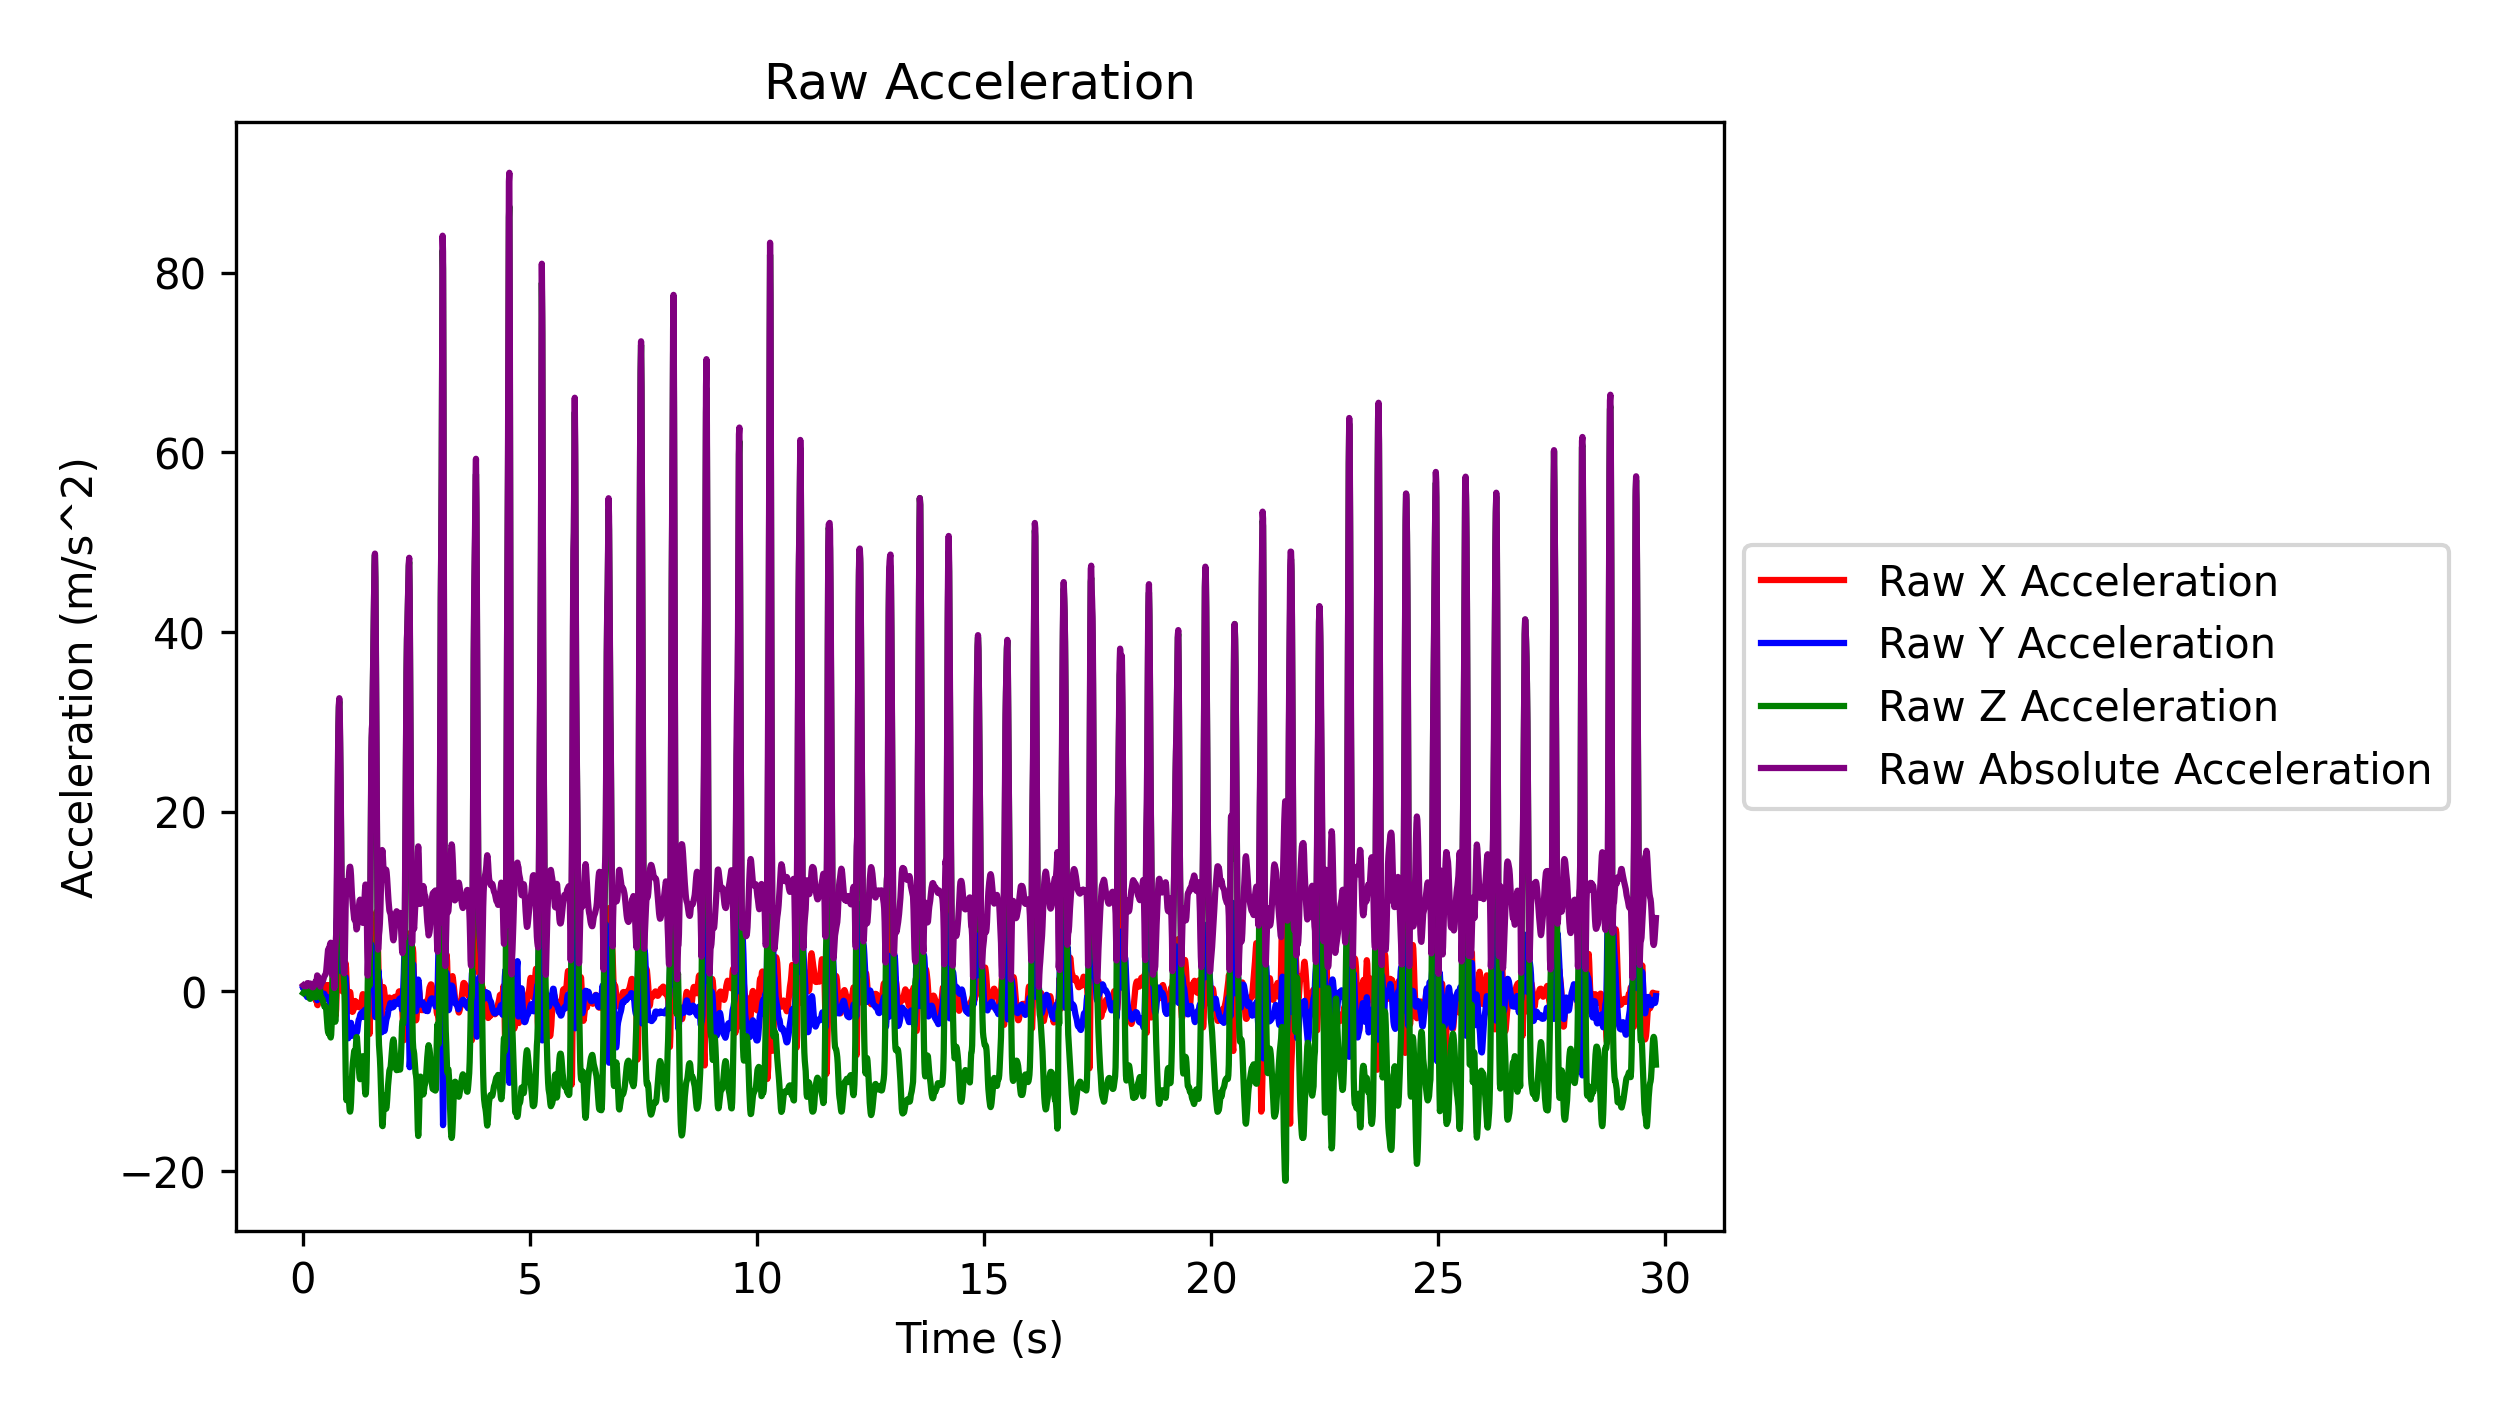 Raw Acceleration
Acceleration (m/s^2)
80
60
40
20
0
−20
0 5 10 15 20 25 30
Time (s)
Raw X Acceleration
Raw Y Acceleration
Raw Z Acceleration
Raw Absolute Acceleration